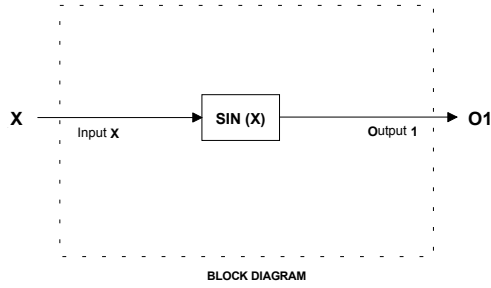 X
Input X
SIN (X)
Output 1
O1
BLOCK DIAGRAM